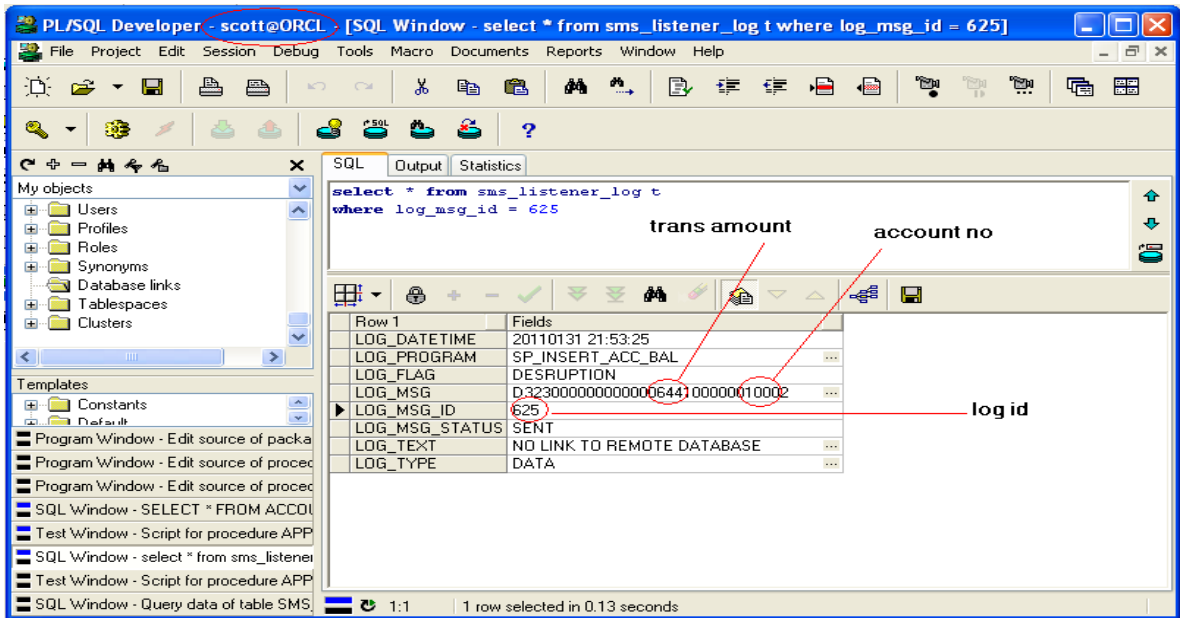 PL/SQL Developer - scott@ORCL - [SQL Window - select * from sms_listener_log t where log_msg_id = 625]
File Project Edit Session Debug Tools Macro Documents Reports Window Help
SQL Output Statistics
My objects
Users
Profiles
Roles
Synonyms
Database links
Tablespaces
Clusters
select * from sms_listener_log t
where log_msg_id = 625
trans amount
account no
Row 1 Fields
LOG_DATETIME 20110131 21:53:25
LOG_PROGRAM SP_INSERT_ACC_BAL
LOG_FLAG DESRUPTION
LOG_MSG
LOG_MSG_ID 625
log id
LOG_MSG_STATUS SENT
LOG_TEXT NO LINK TO REMOTE DATABASE
LOG_TYPE DATA
Templates
Constants
Default
Program Window - Edit source of packa
Program Window - Edit source of proced
Program Window - Edit source of proced
SQL Window - SELECT * FROM ACCOU
Test Window - Script for procedure APP
SQL Window - select * from sms_listener
Test Window - Script for procedure APP
SQL Window - Query data of table SMS_
1:1 1 row selected in 0.13 seconds